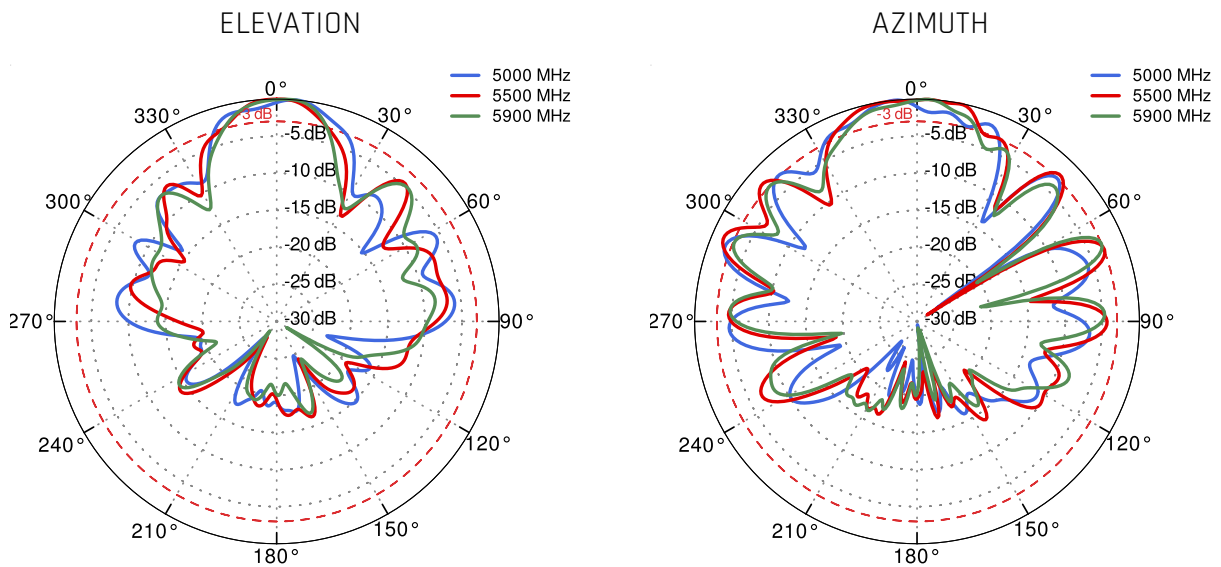 ELEVATION
5000 MHz
5500 MHz
5900 MHz
0°
330°
30°
300°
60°
270°
90°
240°
120°
210°
150°
180°
-3 dB
-5 dB
-10 dB
-15 dB
-20 dB
-25 dB
-30 dB
AZIMUTH
5000 MHz
5500 MHz
5900 MHz
0°
330°
30°
300°
60°
270°
90°
240°
120°
210°
150°
180°
-3 dB
-5 dB
-10 dB
-15 dB
-20 dB
-25 dB
-30 dB